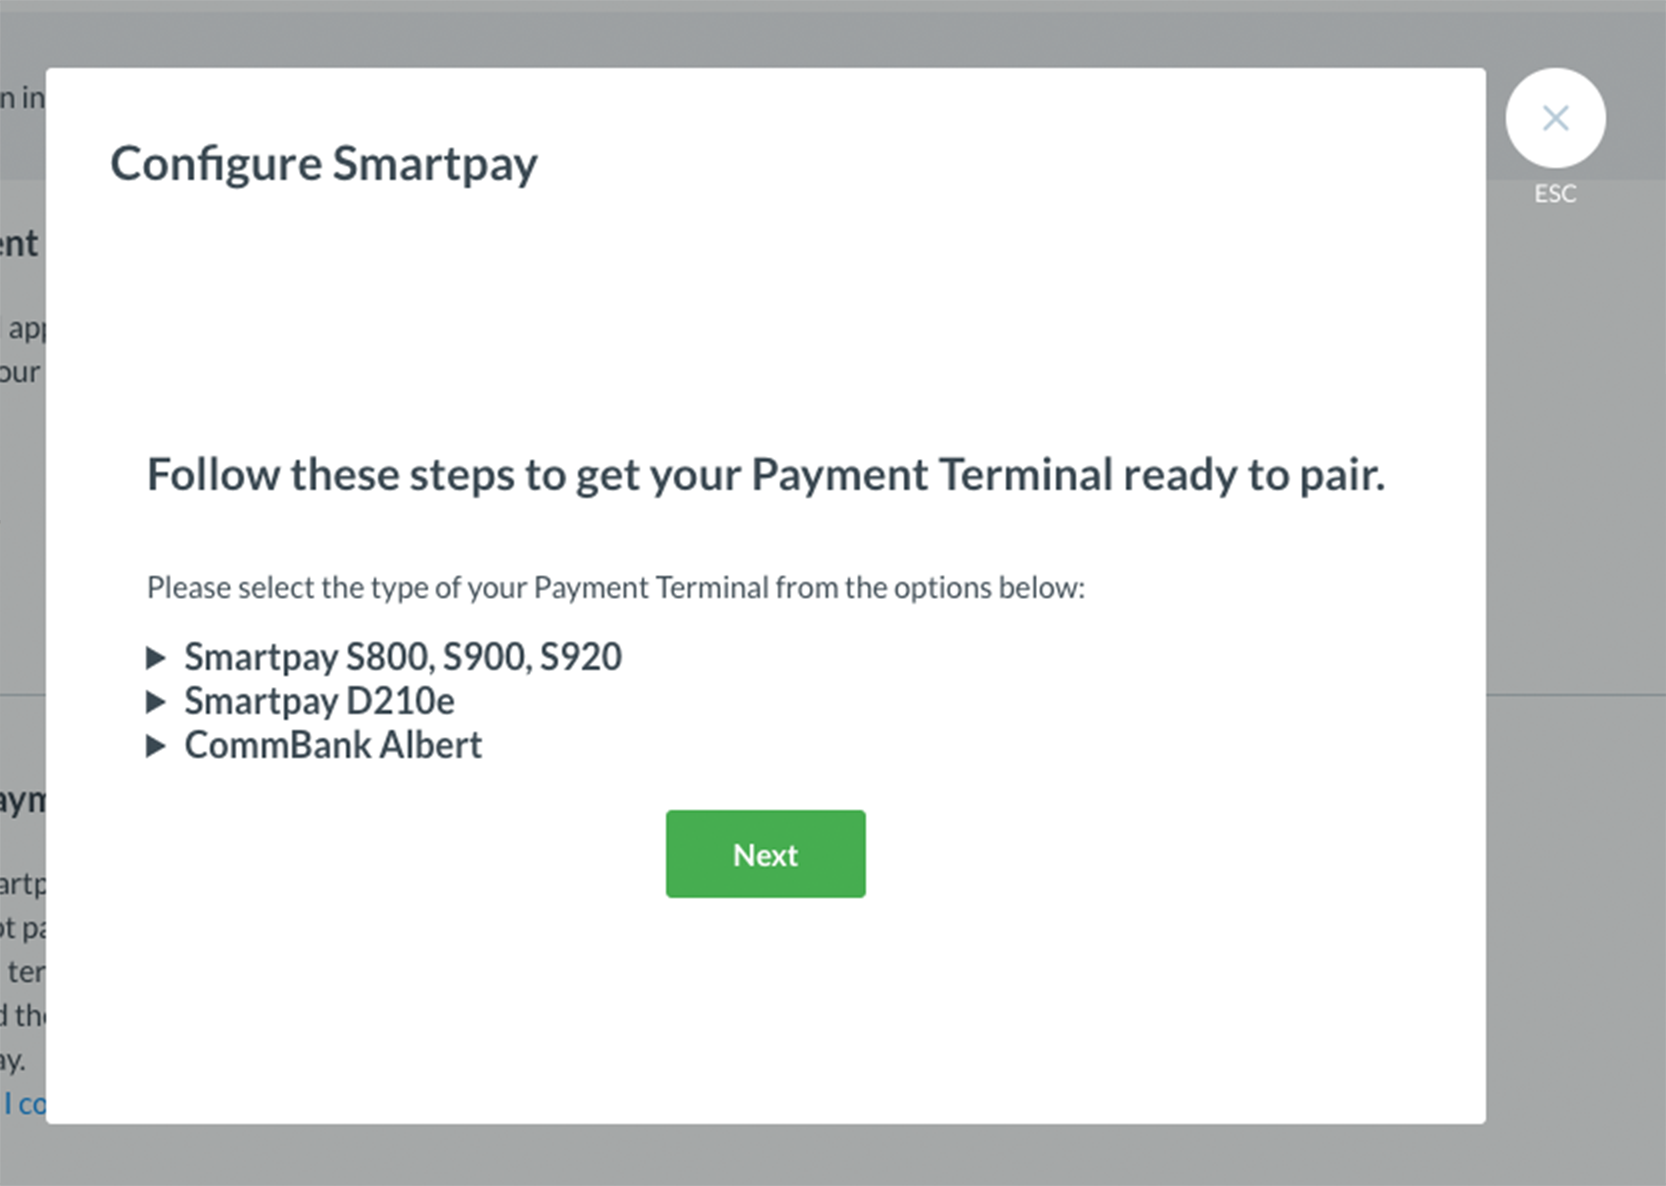 n in
Configure Smartpay
ESC
ent
app
our
Follow these steps to get your Payment Terminal ready to pair.
Please select the type of your Payment Terminal from the options below:
▶ Smartpay S800, S900, S920
▶ Smartpay D210e
▶ CommBank Albert
aym
Next
artp
ot pa
ter
d the
ay.
I co